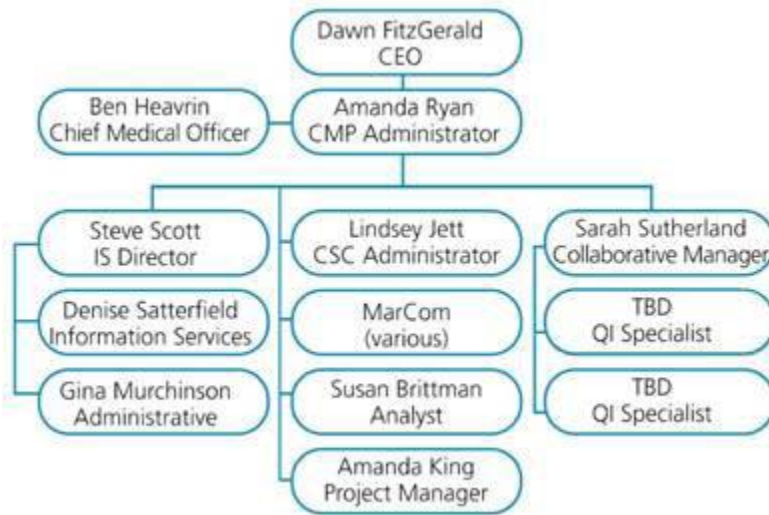 Dawn FitzGerald
CEO
Ben Heavrin
Chief Medical Officer
Amanda Ryan
CMP Administrator
Steve Scott
IS Director
Lindsey Jett
CSC Administrator
Sarah Sutherland
Collaborative Manager
Denise Satterfield
Information Services
MarCom
(various)
TBD
QI Specialist
Gina Murchinson
Administrative
Susan Brittman
Analyst
TBD
QI Specialist
Amanda King
Project Manager